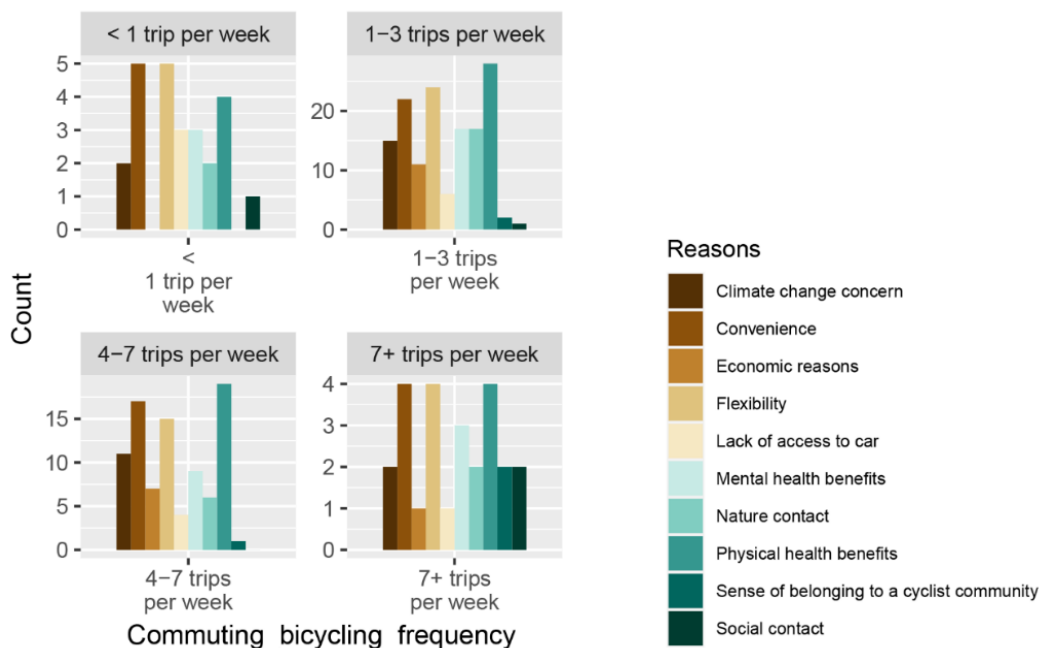 < 1 trip per week
1−3 trips per week
5
4
3
2
1
0
20
10
0
<
1 trip per
week
1−3 trips
per week
Count
4−7 trips per week
7+ trips per week
15
10
5
0
4
3
2
1
0
4−7 trips
per week
7+ trips
per week
Commuting bicycling frequency
Reasons
Climate change concern
Convenience
Economic reasons
Flexibility
Lack of access to car
Mental health benefits
Nature contact
Physical health benefits
Sense of belonging to a cyclist community
Social contact